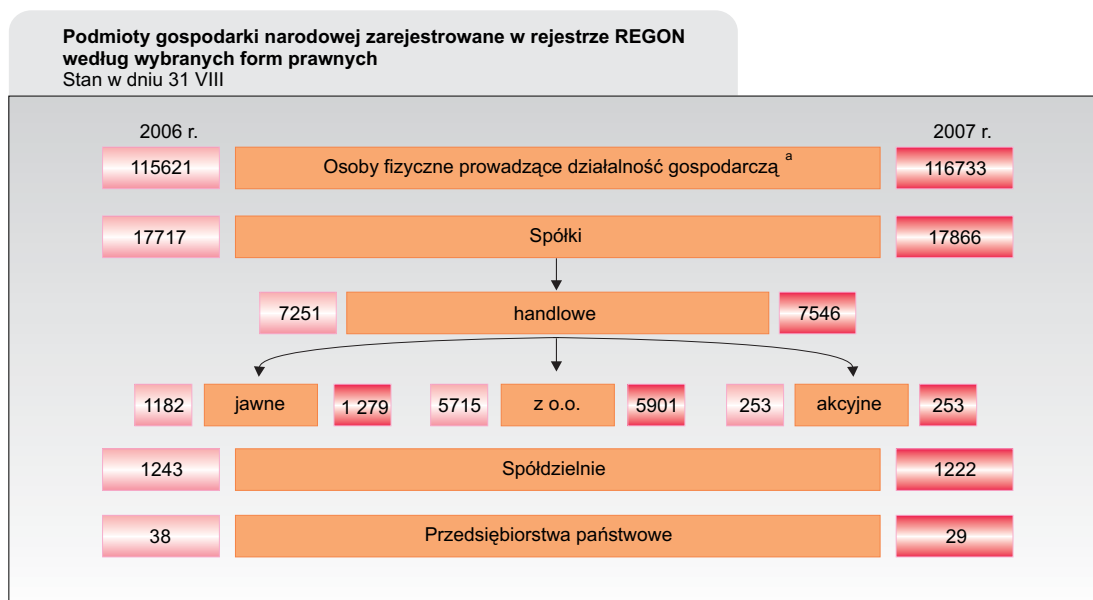 Podmioty gospodarki narodowej zarejestrowane w rejestrze REGON
według wybranych form prawnych
Stan w dniu 31 VIII
2006 r. 2007 r.
115621 Osoby fizyczne prowadzące działalność gospodarczą a 116733
17717 Spółki 17866
7251 handlowe 7546
1182 jawne 1 279 5715 z o.o. 5901 253 akcyjne 253
1243 Spółdzielnie 1222
38 Przedsiębiorstwa państwowe 29